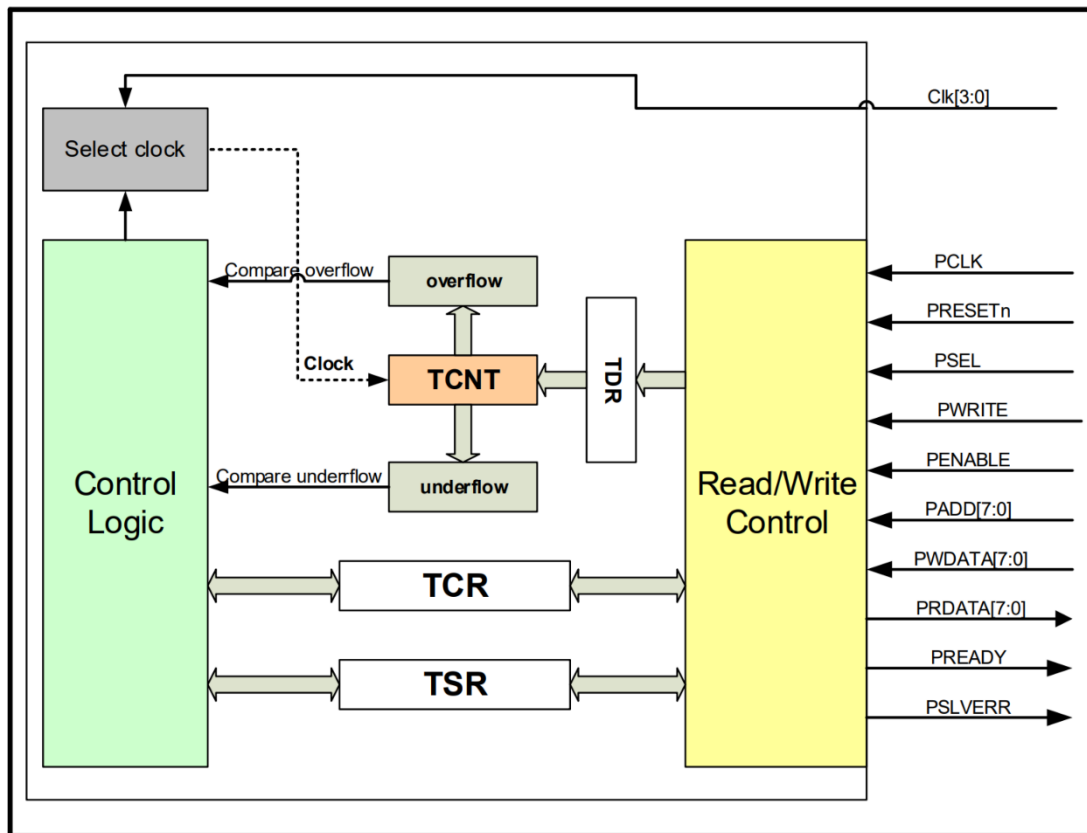 Clk[3:0]
Select clock
PCLK
Compare overflow
overflow
PRESETn
TDR
Clock
TCNT
PSEL
PWRITE
Control
Logic
Compare underrflow
underflow
Read/Write
Control
PENABLE
PADD[7:0]
PWDATA[7:0]
TCR
PRDATA[7:0]
PREADY
TSR
PSLVERR